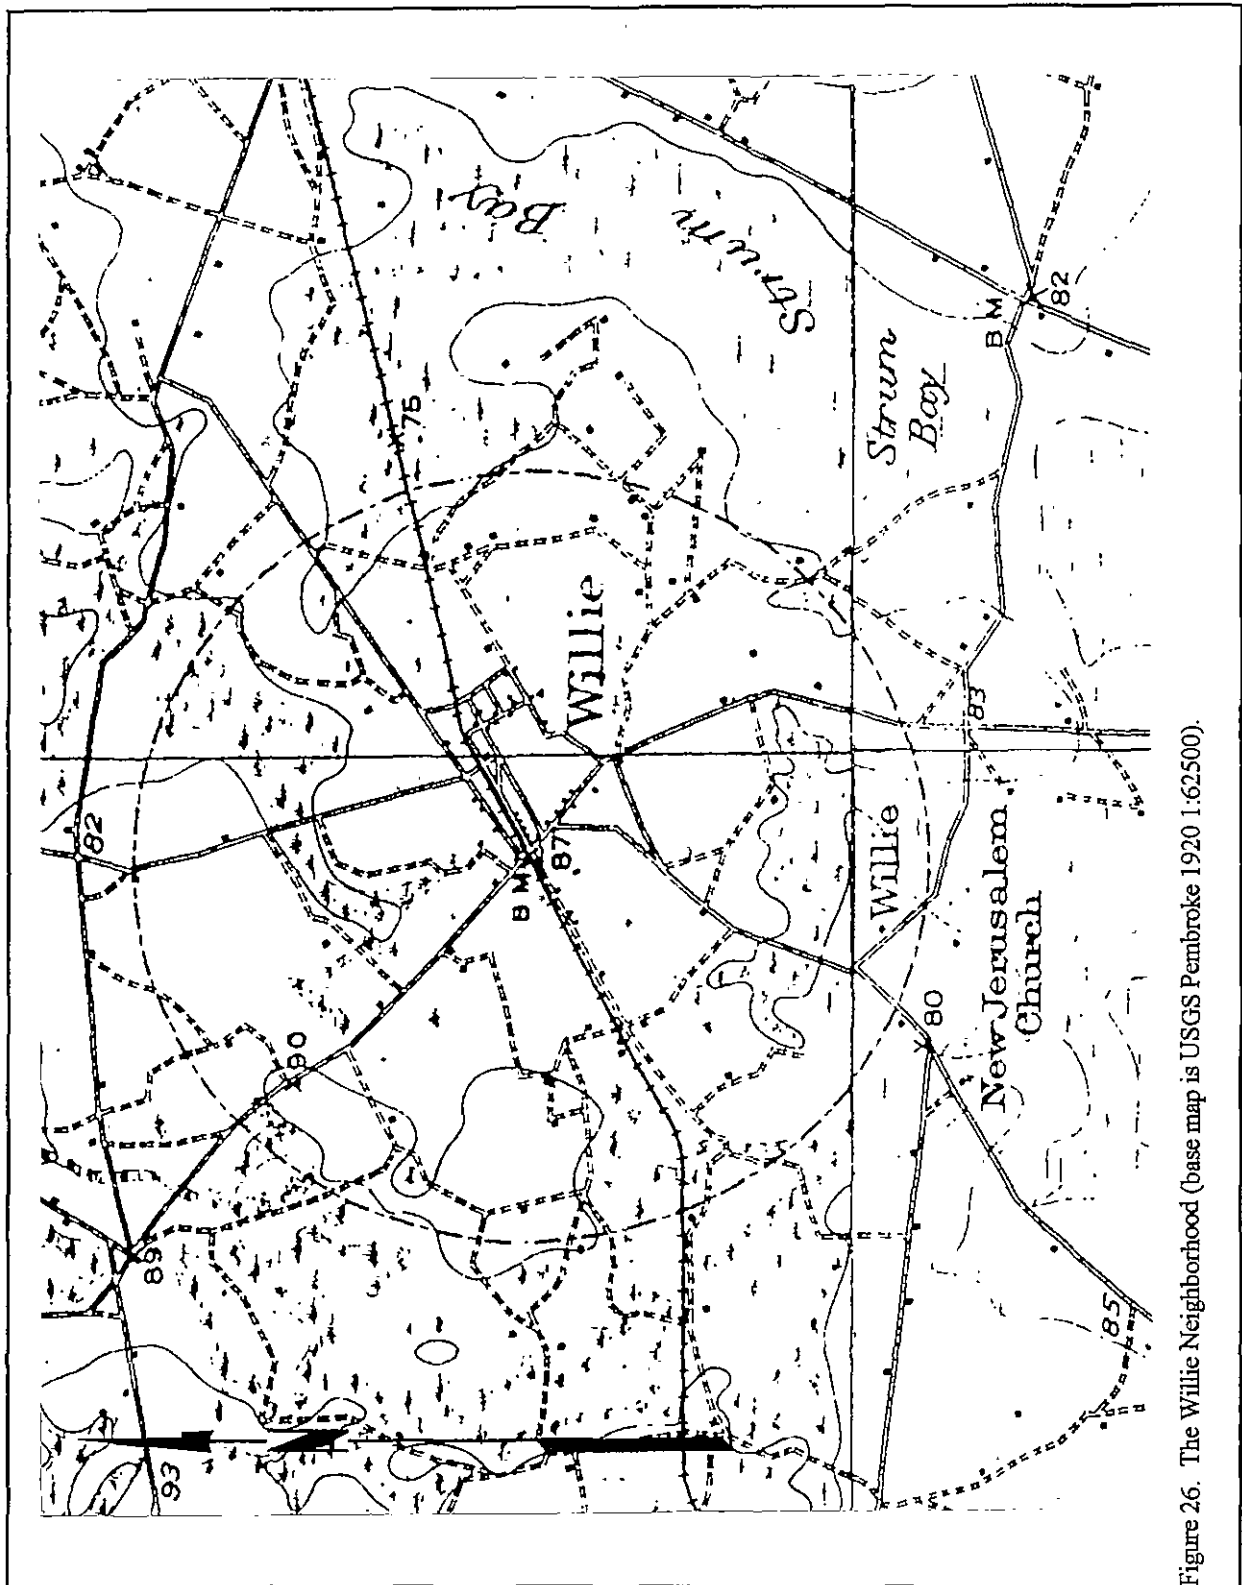 82
89
93
90
N
75
B M
87
Willie
Strum
Bay
Willie
Strum
Bay
80
83
New Jerusalem
Church
B M
82
85
Figure 26. The Willie Neighborhood (base map is USGS Pembroke 1920 1:62500).